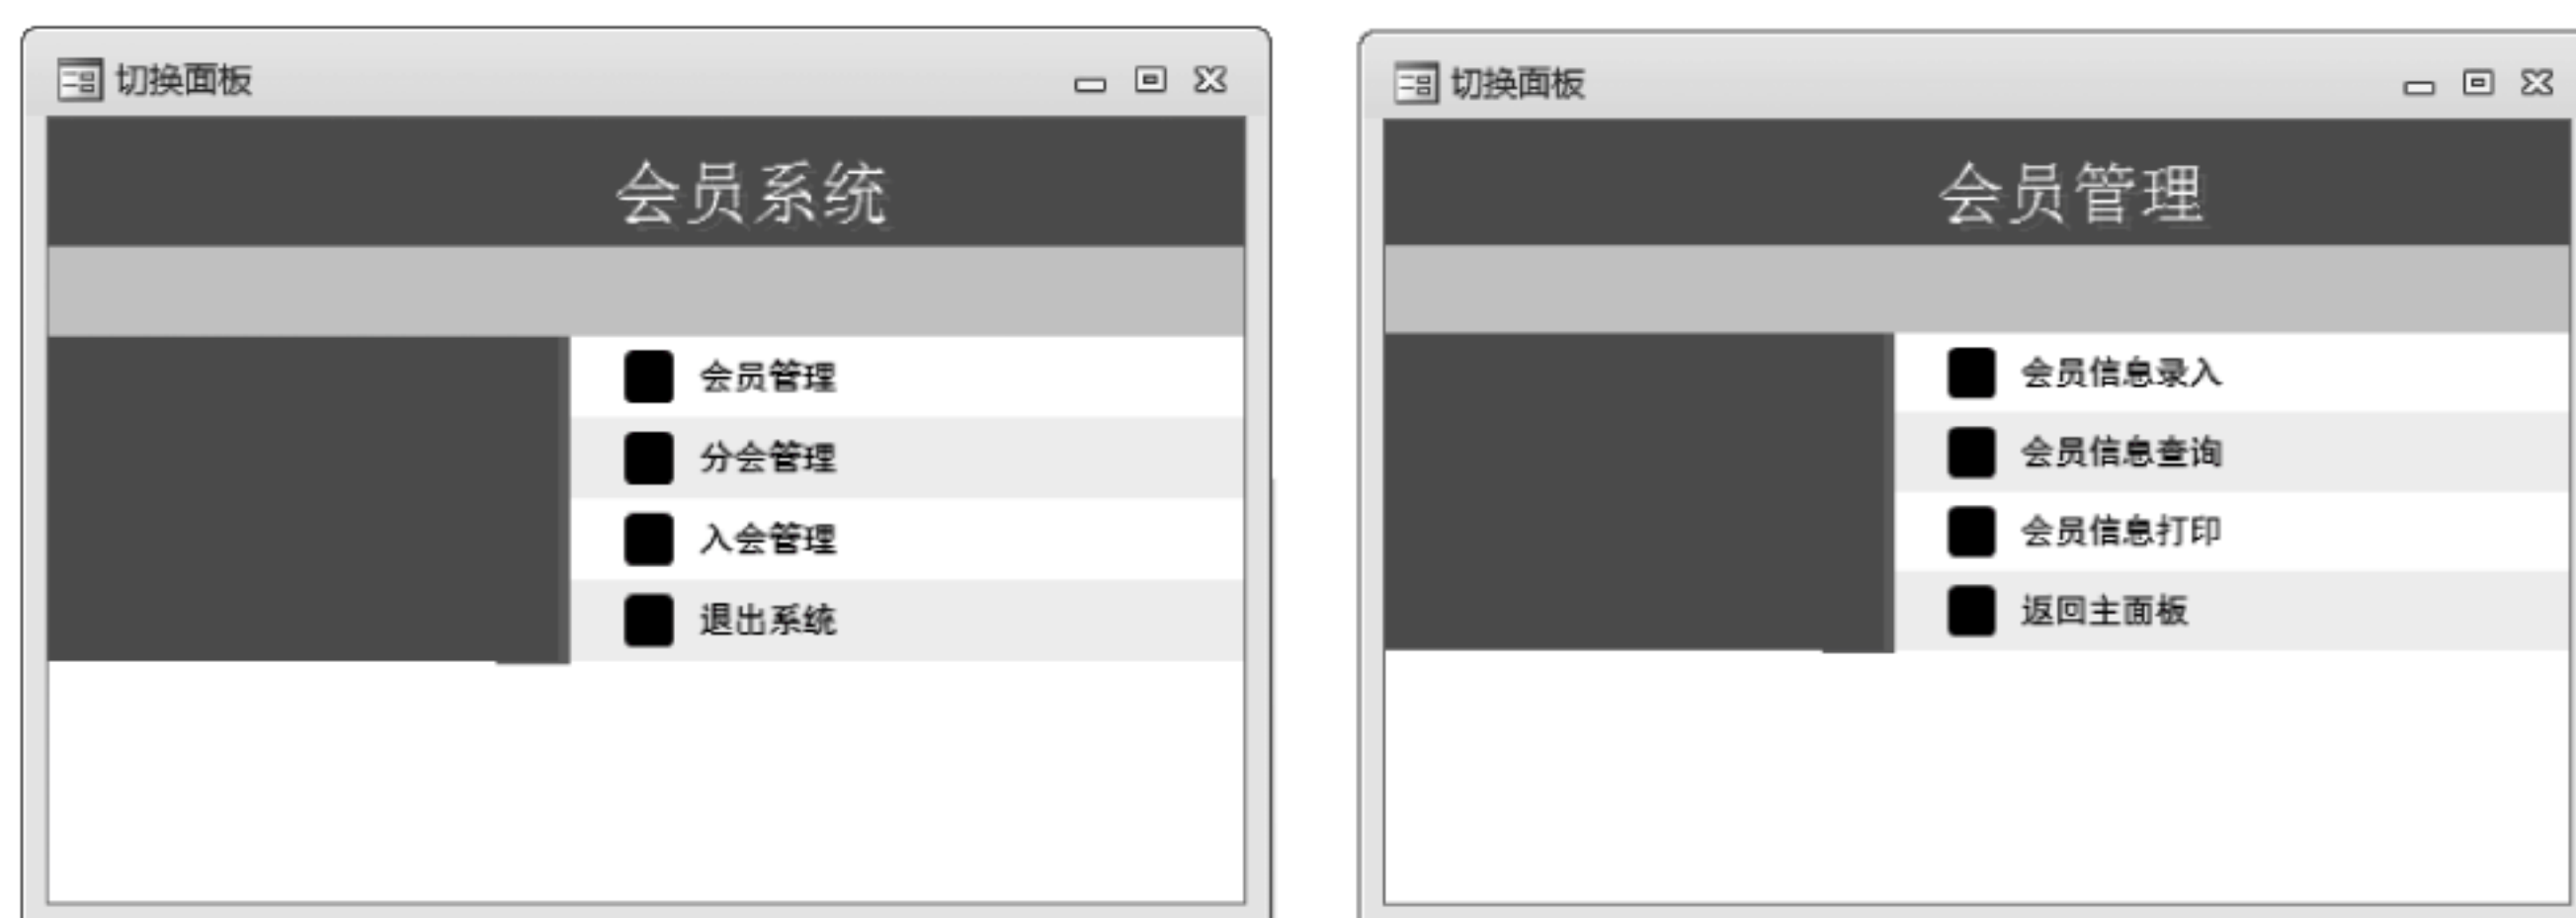 切换面板
会员系统
会员管理
分会管理
入会管理
退出系统
切换面板
会员管理
会员信息录入
会员信息查询
会员信息打印
返回主面板